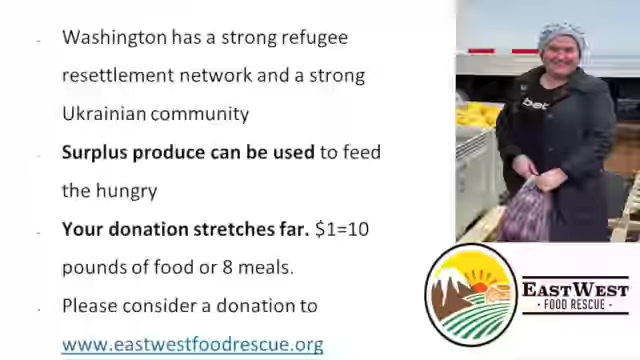 Washington has a strong refugee
resettlement network and a strong
Ukrainian community
Surplus produce can be used to feed
the hungry
Your donation stretches far. $1=10
pounds of food or 8 meals.
Please consider a donation to
www.eastwestfoodrescue.org
bet
EASTWEST
FOOD RESCUE